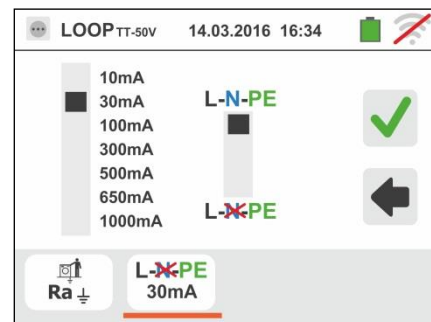 LOOP TT-50V 14.03.2016 16:34
10mA
30mA
100mA
300mA
500mA
650mA
1000mA
L-N-PE
L-N-PE
Ra
L-N-PE
30mA